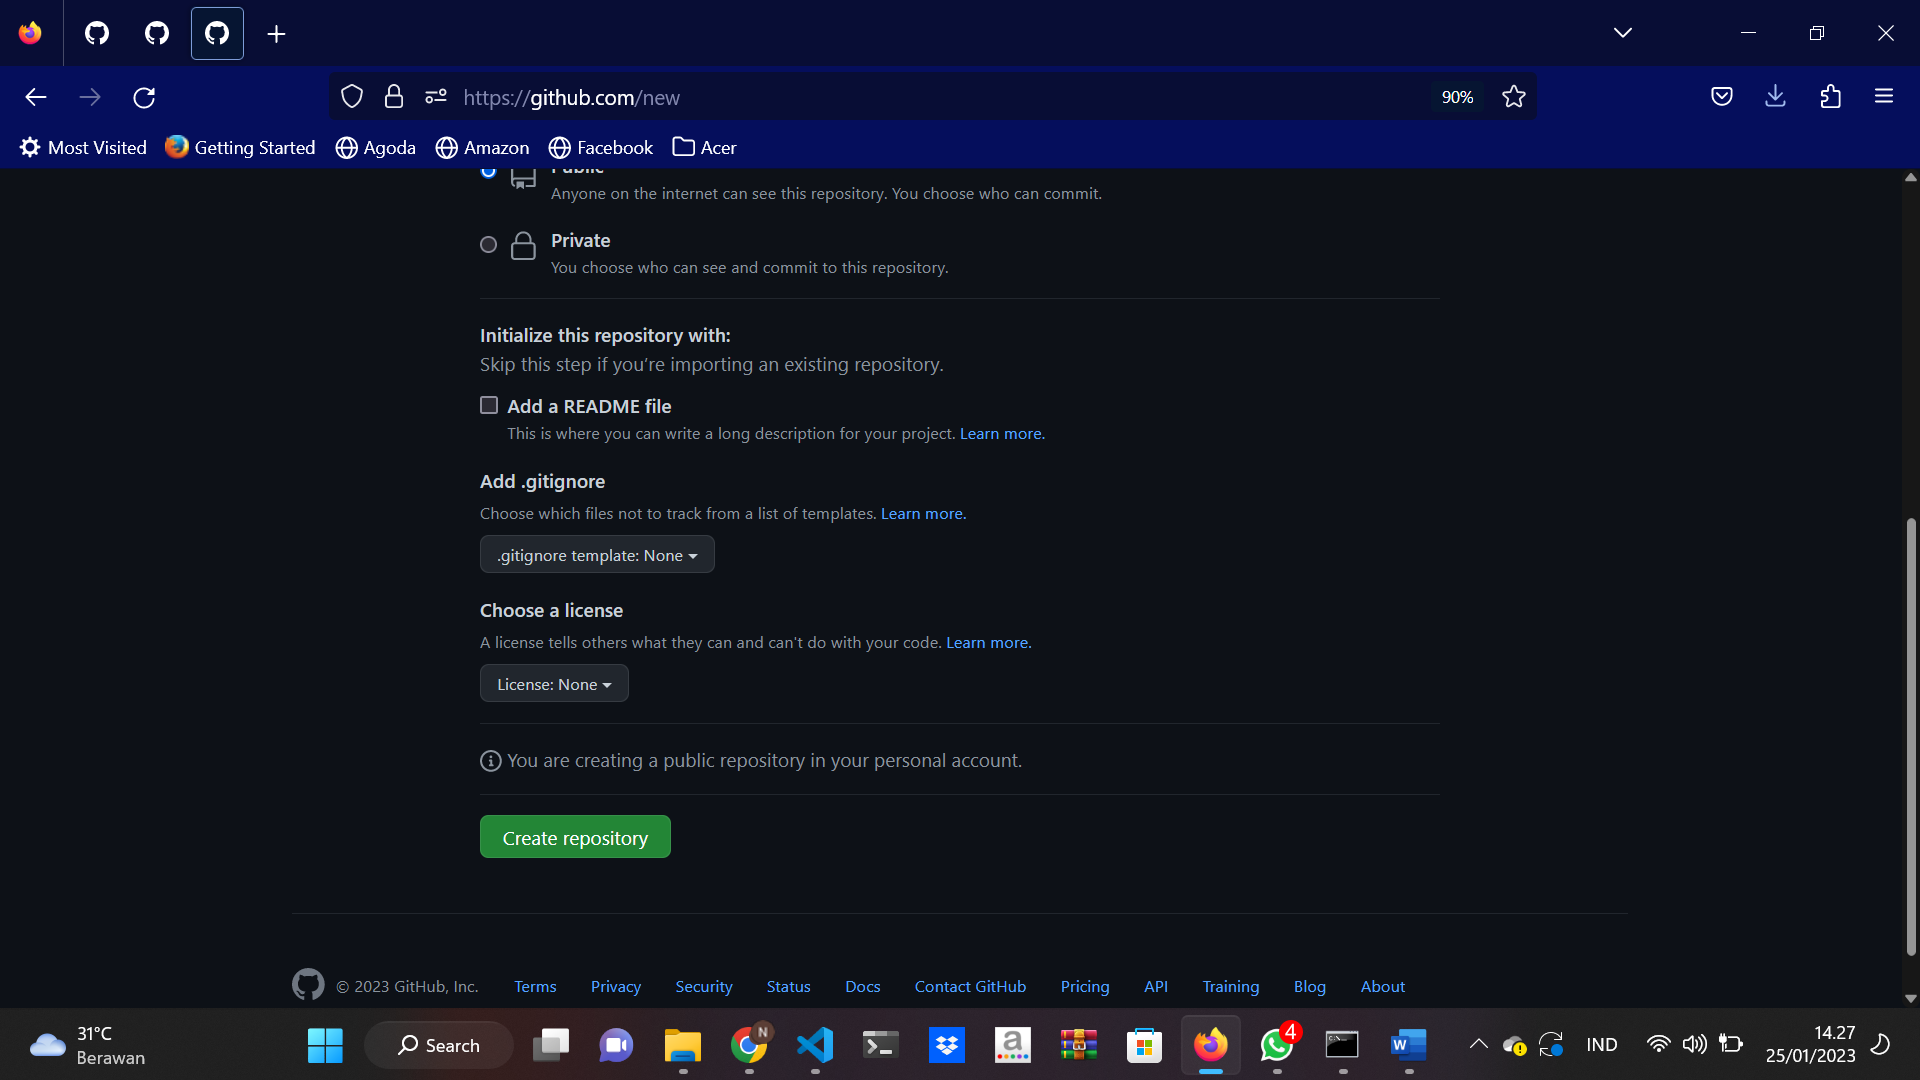 https://github.com/new
90%
Most Visited
Getting Started
Agoda
Amazon
Facebook
Acer
Public
Anyone on the internet can see this repository. You choose who can commit.
Private
You choose who can see and commit to this repository.
Initialize this repository with:
Skip this step if you're importing an existing repository.
Add a README file
This is where you can write a long description for your project. Learn more.
Add .gitignore
Choose which files not to track from a list of templates. Learn more.
.gitignore template: None
Choose a license
A license tells others what they can and can't do with your code. Learn more.
License: None
You are creating a public repository in your personal account.
Create repository
© 2023 GitHub, Inc.
Terms
Privacy
Security
Status
Docs
Contact GitHub
Pricing
API
Training
Blog
About
31°C
Berawan
Search
N
a
4
W
IND
14.27
25/01/2023